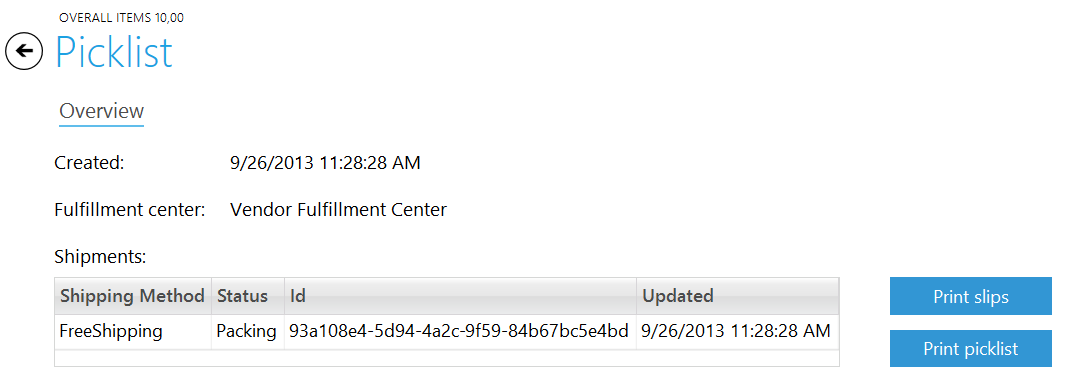 OVERALL ITEMS 10,00
Picklist
Overview
Created: 9/26/2013 11:28:28 AM
Fulfillment center: Vendor Fulfillment Center
Shipments:
Shipping Method Status Id Updated
FreeShipping Packing 93a108e4-5d94-4a2c-9f59-84b67bc5e4bd 9/26/2013 11:28:28 AM
Print slips
Print picklist